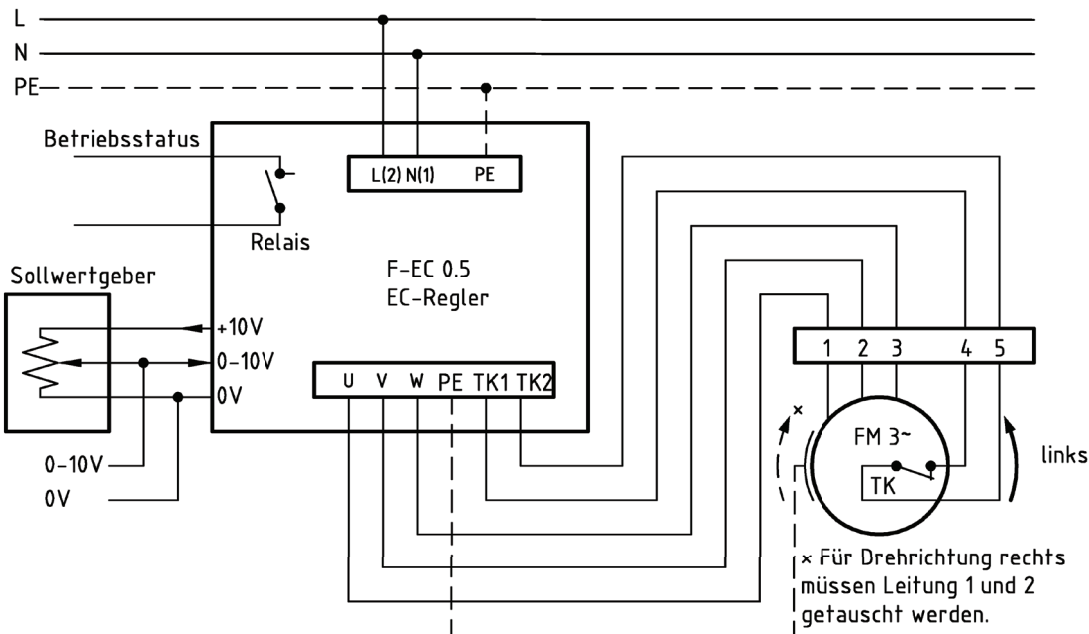 L
N
PE
Betriebsstatus
L(2) N(1) PE
Relais
F-EC 0.5
EC-Regler
Sollwertgeber
+10V
0-10V
0V
U V W PE TK1 TK2
0-10V
0V
1 2 3 4 5
×
FM 3~
TK
links
× Für Drehrichtung rechts
müssen Leitung 1 und 2
getauscht werden.